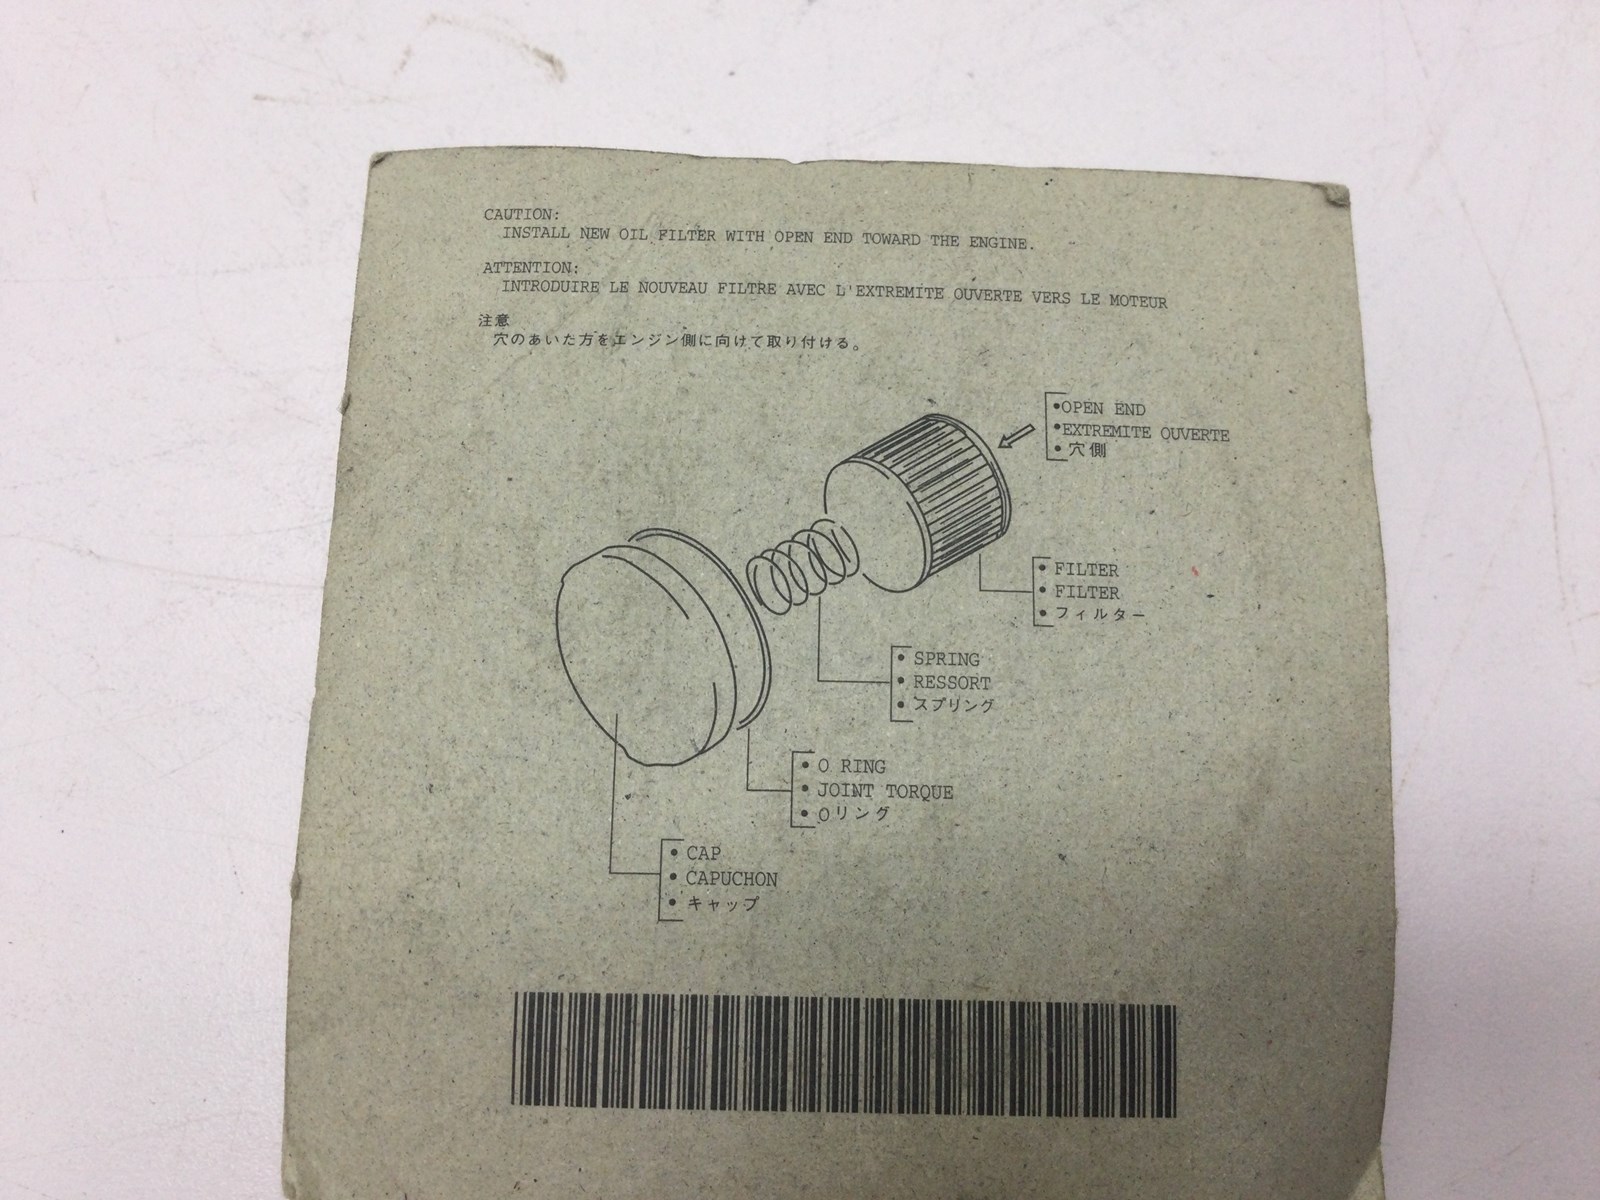 CAUTION:
INSTALL NEW OIL FILTER WITH OPEN END TOWARD THE ENGINE.
ATTENTION:
INTRODUIRE LE NOUVEAU FILTRE AVEC L'EXTREMITE OUVERTE VERS LE MOTEUR
注意
穴のあいた方をエンジン側に向けて取り付ける。
•OPEN END
•EXTREMITE OUVERTE
•穴側
• FILTER
• FILTER
• フィルター
• SPRING
• RESSORT
• スプリング
• O RING
• JOINT TORQUE
• Oリング
• CAP
• CAPUCHON
• キャップ